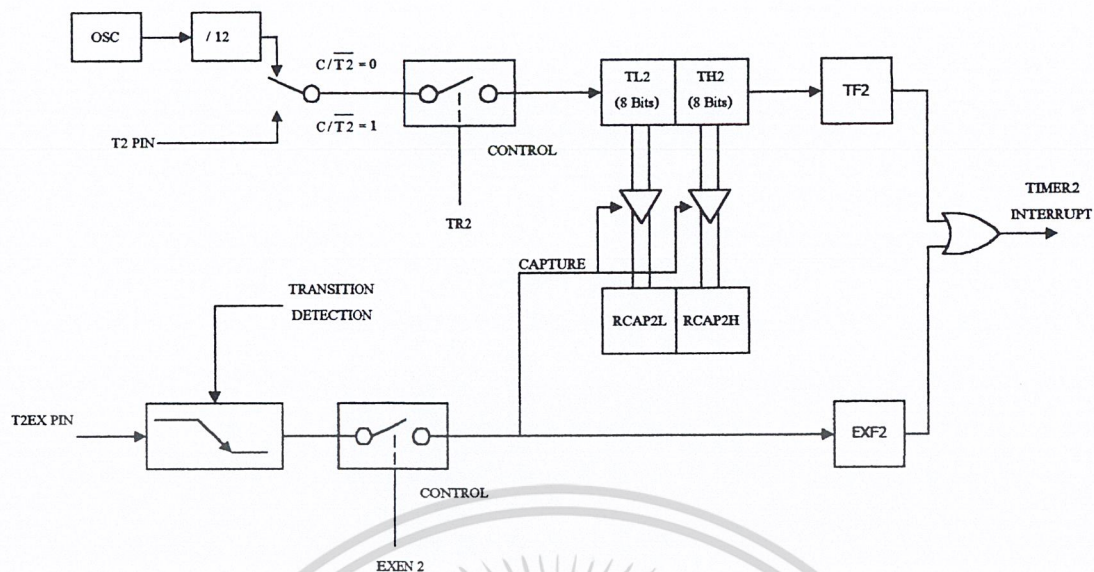 OSC
/ 12
C/T2 = 0
C/T2 = 1
T2 PIN
CONTROL
TR2
TL2
(8 Bits)
TH2
(8 Bits)
TF2
TIMER2
INTERRUPT
CAPTURE
TRANSITION
DETECTION
RCAP2L
RCAP2H
T2EX PIN
EXF2
CONTROL
EXEN 2